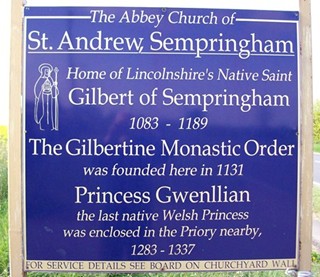 The Abbey Church of
St. Andrew, Sempringham
Home of Lincolnshire's Native Saint
Gilbert of Sempringham
1083 - 1189
The Gilbertine Monastic Order
was founded here in 1131
Princess Gwenllian
the last native Welsh Princess
was enclosed in the Priory nearby,
1283 - 1337
FOR SERVICE DETAILS SEE BOARD ON CHURCHYARD WALL